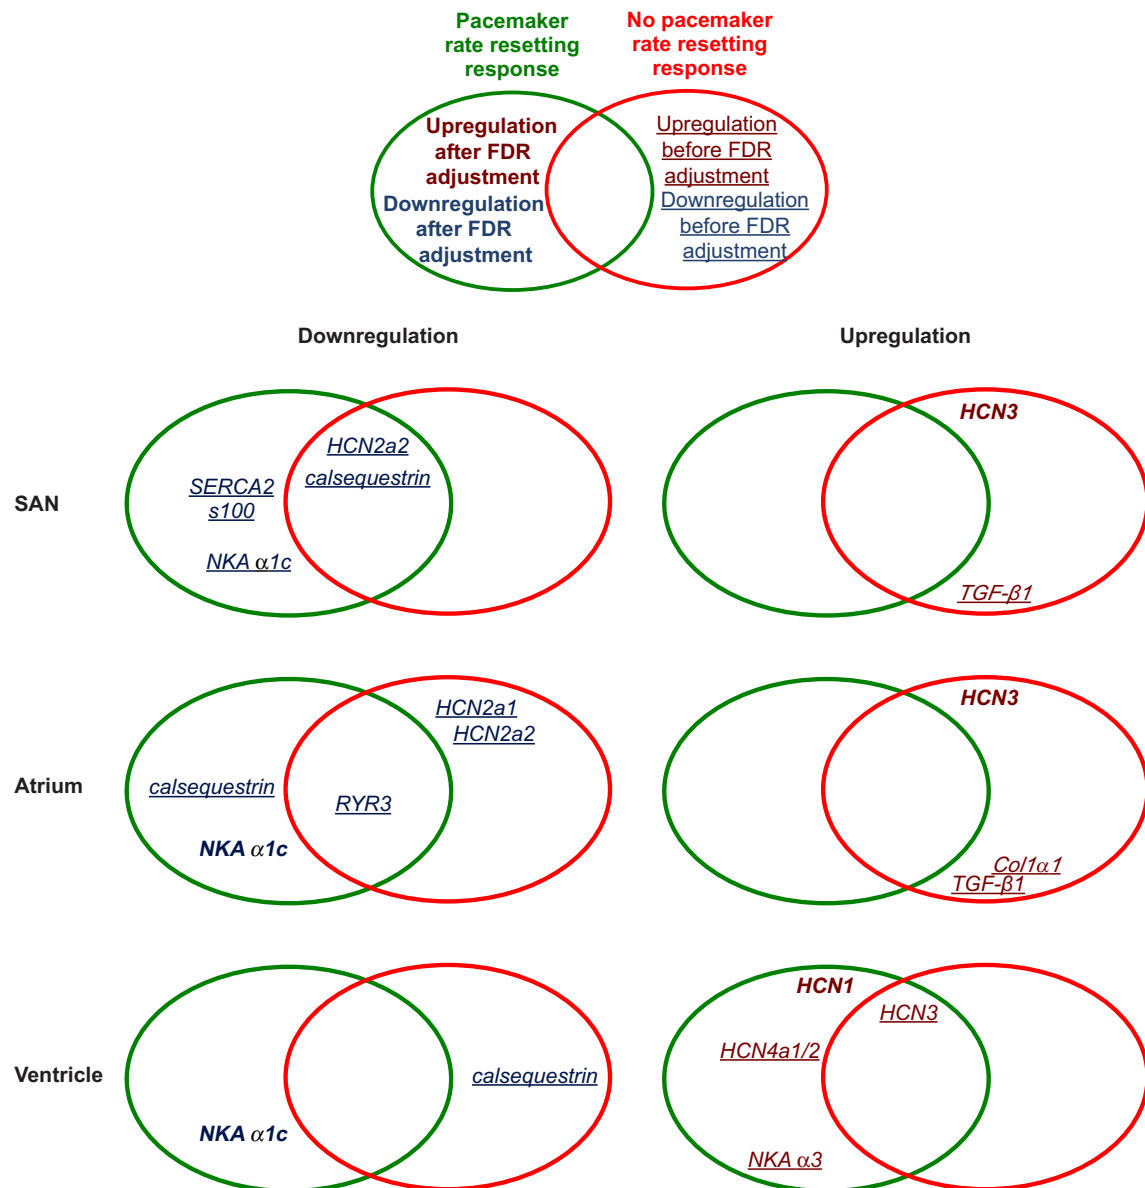 Pacemaker
rate resetting
response
No pacemaker
rate resetting
response
Upregulation
after FDR
adjustment
Downregulation
after FDR
adjustment
Upregulation
before FDR
adjustment
Downregulation
before FDR
adjustment
Downregulation
Upregulation
SAN
SERCA2
s100
NKA α1c
HCN2a2
calsequestrin
HCN3
TGF-β1
Atrium
calsequestrin
NKA α1c
RYR3
HCN2a1
HCN2a2
HCN3
Col1α1
TGF-β1
Ventricle
NKA α1c
calsequestrin
HCN1
HCN3
HCN4a1/2
NKA α3